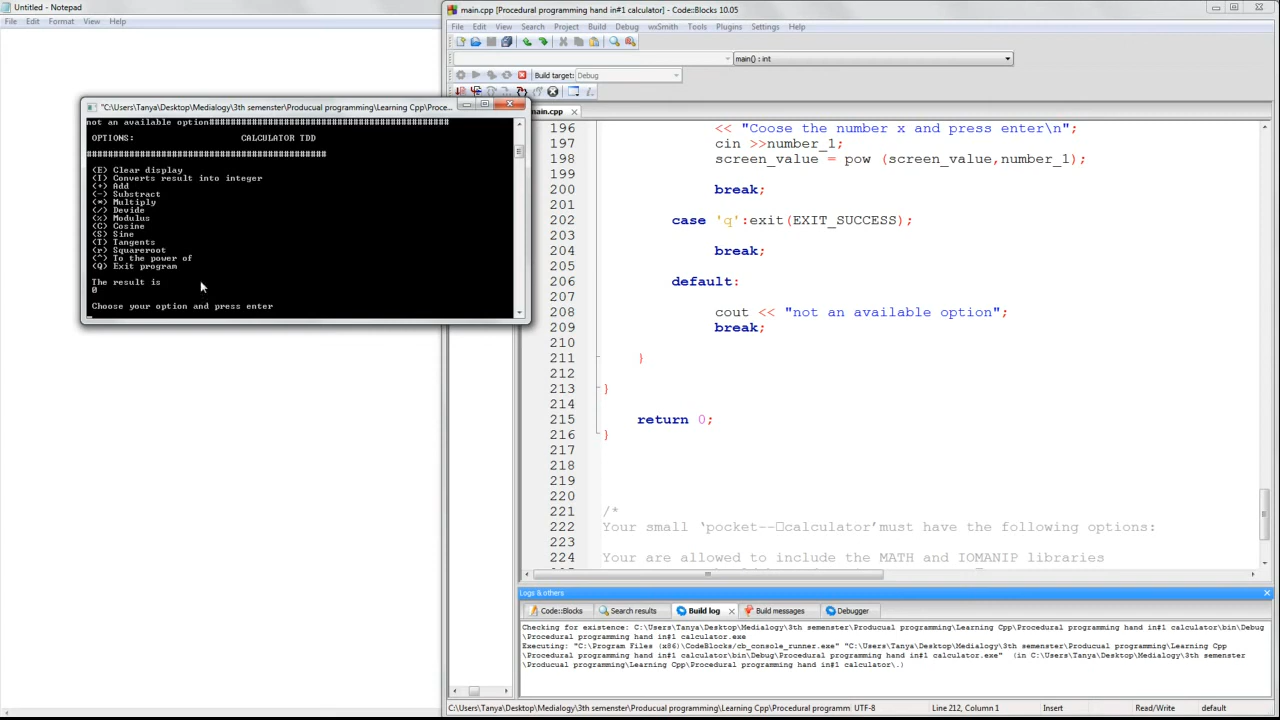 Untitled - Notepad
File Edit Format View Help
main.cpp [Procedural programming hand in#1 calculator] - Code::Blocks 10.05
File Edit View Search Project Build Debug wxSmith Tools Plugins Settings Help
main() : int
Build target: Debug
main.cpp
"C:\Users\Tanya\Desktop\Medialogy\3th semenster\Producual programming\Learning Cpp\Proce...
not an available option#############################################
OPTIONS: CALCULATOR TDD
#############################################
(E) Clear display
(I) Converts result into integer
(+) Add
(-) Substract
(*) Multiply
(/) Devide
(%) Modulus
(C) Cosine
(S) Sine
(T) Tangents
(r) Squareroot
(^) To the power of
(Q) Exit program
The result is
0
Choose your option and press enter
196 << "Coose the number x and press enter\n";
197 cin >>number_1;
198 screen_value = pow (screen_value,number_1);
199
200 break;
201
202 case 'q':exit(EXIT_SUCCESS);
203
204 break;
205
206 default:
207
208 cout << "not an available option";
209 break;
210
211 }
212
213 }
214
215 return 0;
216 }
217
218
219
220
221 /*
222 Your small ‘pocket--□calculator’must have the following options:
223
224 Your are allowed to include the MATH and IOMANIP libraries
Logs & others
Code::Blocks Search results Build log Build messages Debugger
Checking for existence: C:\Users\Tanya\Desktop\Medialogy\3th semenster\Producual programming\Learning Cpp\Procedural programming hand in#1 calculator\bin\Debug
\Procedural programming hand in#1 calculator.exe
Executing: "C:\Program Files (x86)\CodeBlocks/cb_console_runner.exe" "C:\Users\Tanya\Desktop\Medialogy\3th semenster\Producual programming\Learning Cpp
\Procedural programming hand in#1 calculator\bin\Debug\Procedural programming hand in#1 calculator.exe" (in C:\Users\Tanya\Desktop\Medialogy\3th semenster
\Producual programming\Learning Cpp\Procedural programming hand in#1 calculator\.)
C:\Users\Tanya\Desktop\Medialogy\3th semenster\Producual programming\Learning Cpp\Procedural programm UTF-8 Line 212, Column 1 Insert Read/Write default